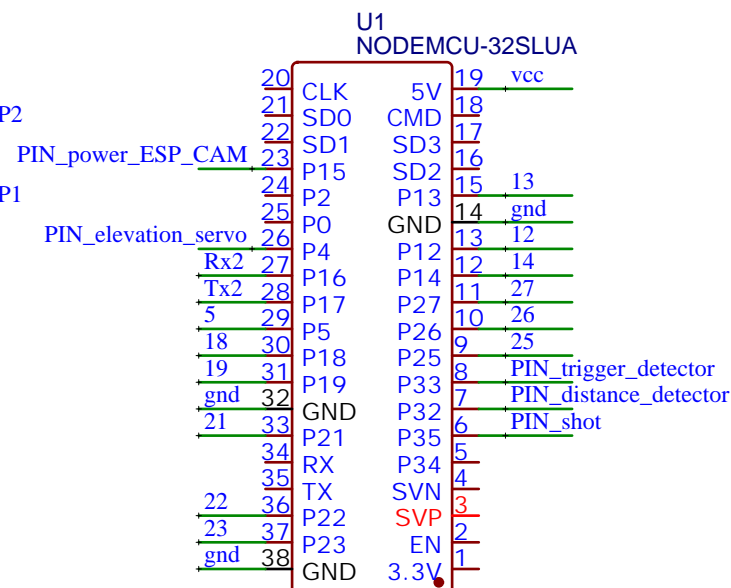 U1
NODEMCU-32SLUA
20 CLK 5V 19 vcc
P2 21 SD0 CMD 18
22 SD1 SD3 17
PIN_power_ESP_CAM 23 P15 SD2 16
P1 24 P2 P13 15 13
25 P0 GND 14 gnd
PIN_elevation_servo 26 P4 P12 13 12
Rx2 27 P16 P14 12 14
Tx2 28 P17 P27 11 27
5 29 P5 P26 10 26
18 30 P18 P25 9 25
19 31 P19 P33 8 PIN_trigger_detector
gnd 32 GND P32 7 PIN_distance_detector
21 33 P21 P35 6 PIN_shot
34 RX P34 5
35 TX SVN 4
22 36 P22 SVP 3
23 37 P23 EN 2
gnd 38 GND 3.3V 1